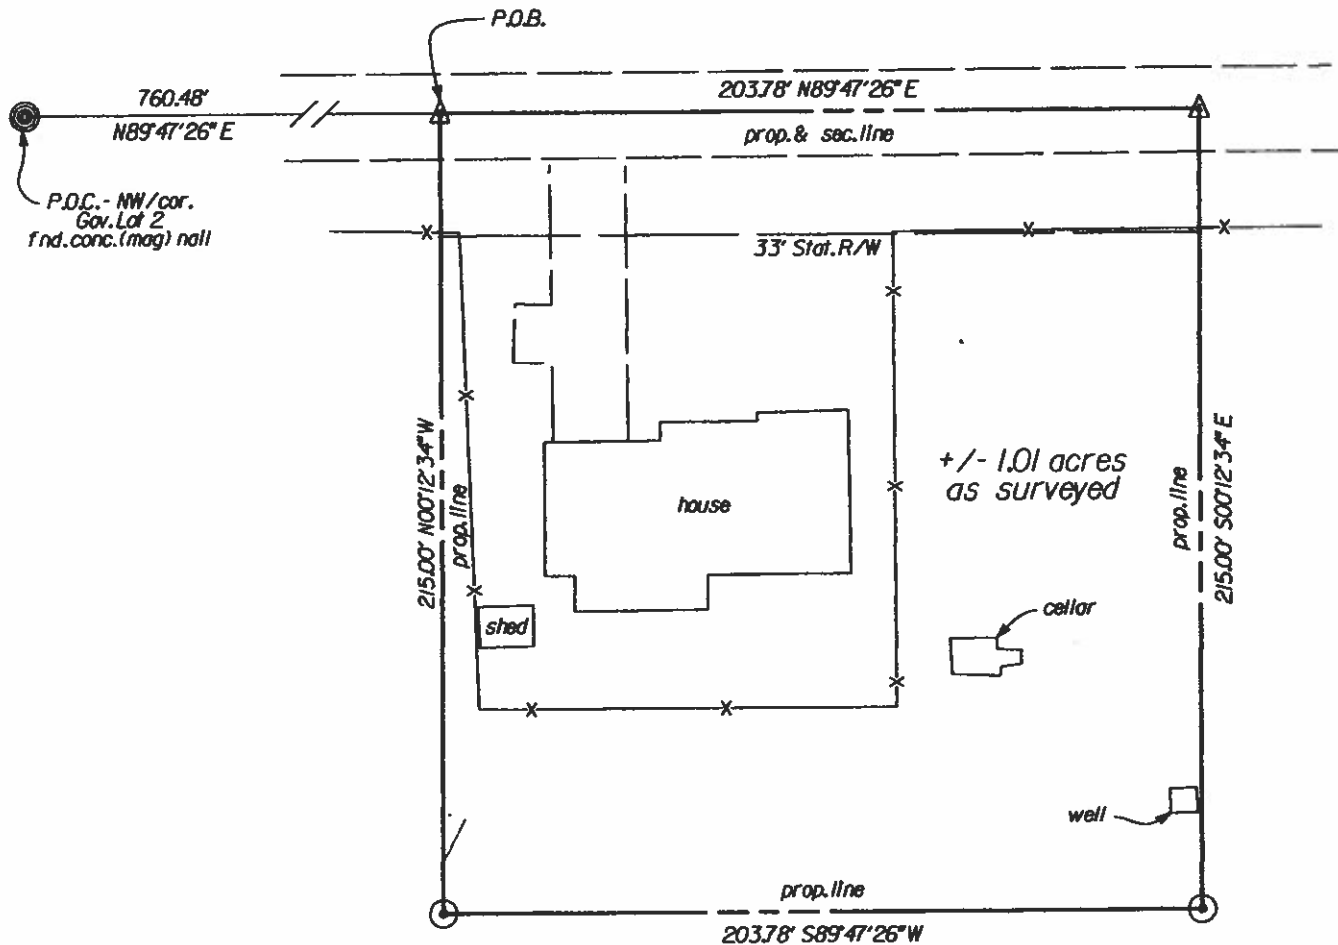 P.O.B.
760.48'
N89°47'26" E
203.78' N89°47'26" E
prop.& sec.line
P.O.C.- NW/cor.
Gov.Lot 2
fnd.conc.(mag) nail
33' Stat.R/W
215.00' N00°12'34" W
prop.line
house
+/- 1.01 acres
as surveyed
prop.line
215.00' S00°12'34" E
shed
cellar
well
prop.line
203.78' S89°47'26" W